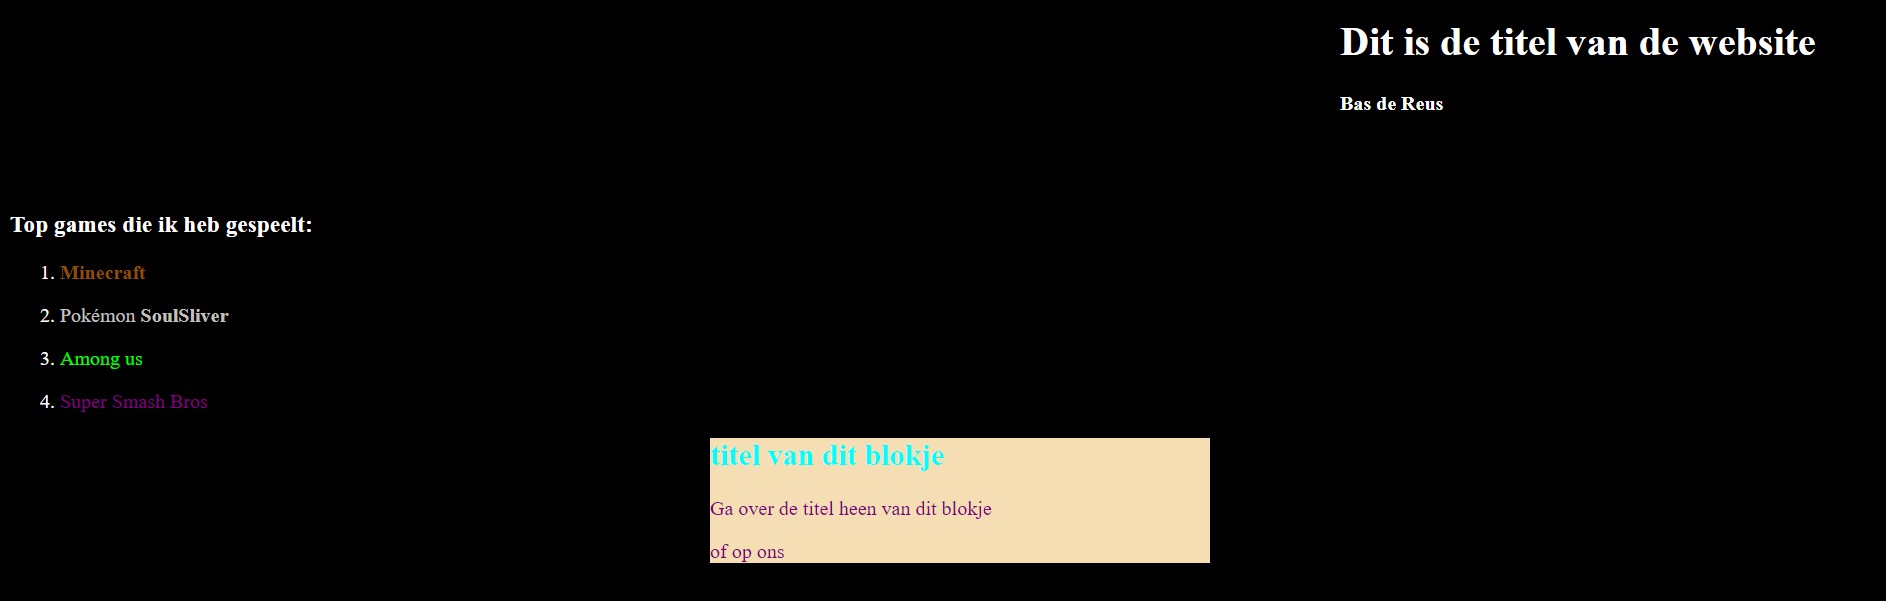 Dit is de titel van de website
Bas de Reus
Top games die ik heb gespeelt:
1. Minecraft
2. Pokémon SoulSliver
3. Among us
4. Super Smash Bros
titel van dit blokje
Ga over de titel heen van dit blokje
of op ons